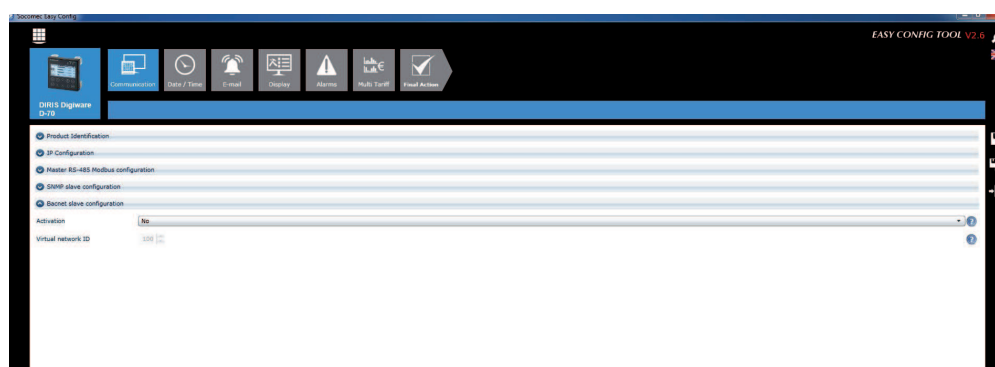 Socomec Easy Config
EASY CONFIG TOOL V2.6
Communication
Date / Time
E-mail
Display
Alarms
Multi Tariff
Final Action
DIRIS Digiware
D-70
Product Identification
IP Configuration
Master RS-485 Modbus configuration
SNMP slave configuration
Bacnet slave configuration
Activation No
Virtual network ID 100